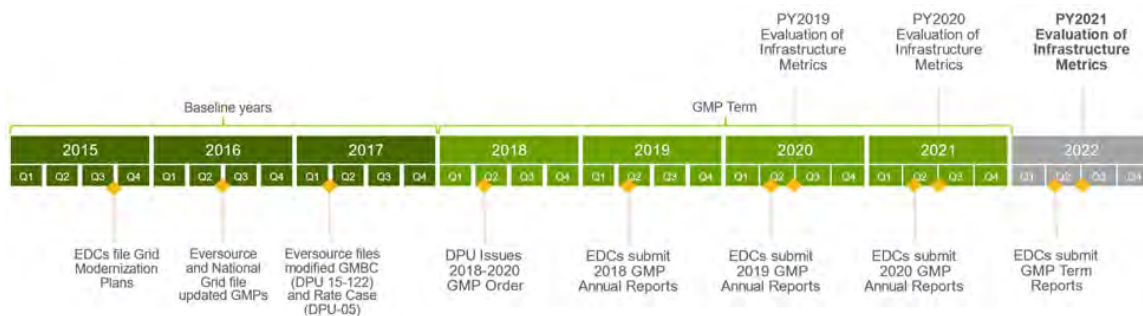 PY2019
Evaluation of
Infrastructure
Metrics
PY2020
Evaluation of
Infrastructure
Metrics
PY2021
Evaluation of
Infrastructure
Metrics
Baseline years
GMP Term
2015 2016 2017 2018 2019 2020 2021 2022
Q1 Q2 Q3 Q4 Q1 Q2 Q3 Q4 Q1 Q2 Q3 Q4 Q1 Q2 Q3 Q4 Q1 Q2 Q3 Q4 Q1 Q2 Q3 Q4 Q1 Q2 Q3 Q4 Q1 Q2 Q3 Q4
EDCs file Grid
Modernization
Plans
Eversource
and National
Grid file
updated GMPs
Eversource files
modified GMBC
(DPU 15-122)
and Rate Case
(DPU-05)
DPU Issues
2018-2020
GMP Order
EDCs submit
2018 GMP
Annual Reports
EDCs submit
2019 GMP
Annual Reports
EDCs submit
2020 GMP
Annual Reports
EDCs submit
GMP Term
Reports